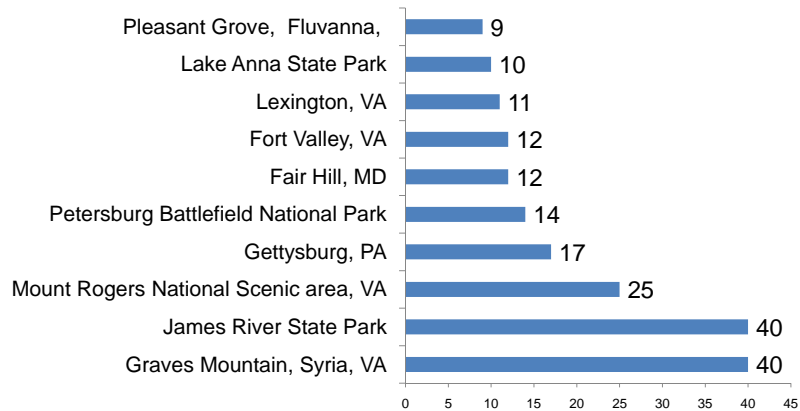 Pleasant Grove,  Fluvanna, 9
Lake Anna State Park 10
Lexington, VA 11
Fort Valley, VA 12
Fair Hill, MD 12
Petersburg Battlefield National Park 14
Gettysburg, PA 17
Mount Rogers National Scenic area, VA 25
James River State Park 40
Graves Mountain, Syria, VA 40
0 5 10 15 20 25 30 35 40 45